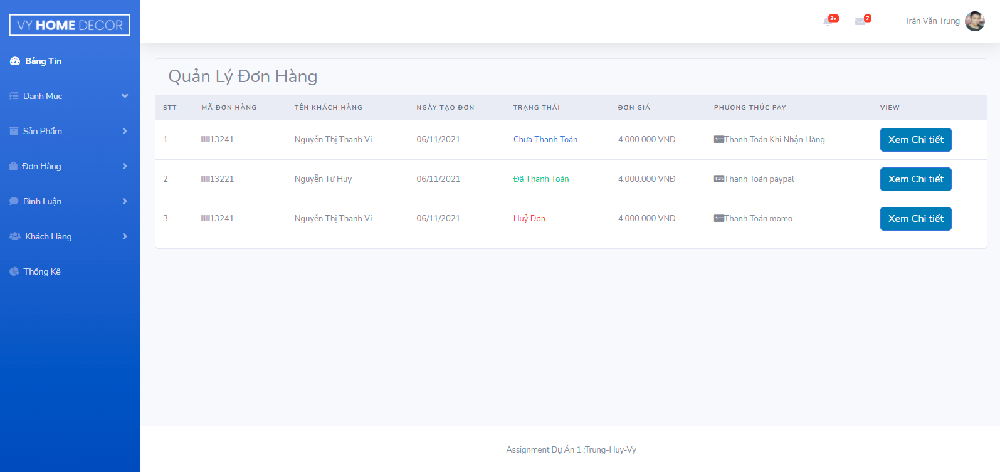 VY HOME DECOR
3+
7
Trần Văn Trung
Bảng Tin
Danh Mục
Sản Phẩm
Đơn Hàng
Bình Luận
Khách Hàng
Thống Kê
Quản Lý Đơn Hàng
STT MÃ ĐƠN HÀNG TÊN KHÁCH HÀNG NGÀY TẠO ĐƠN TRẠNG THÁI ĐƠN GIÁ PHƯƠNG THỨC PAY VIEW
1 13241 Nguyễn Thị Thanh Vi 06/11/2021 Chưa Thanh Toán 4.000.000 VNĐ Thanh Toán Khi Nhận Hàng Xem Chi tiết
2 13221 Nguyễn Từ Huy 06/11/2021 Đã Thanh Toán 4.000.000 VNĐ Thanh Toán paypal Xem Chi tiết
3 13241 Nguyễn Thị Thanh Vi 06/11/2021 Huỷ Đơn 4.000.000 VNĐ Thanh Toán momo Xem Chi tiết
Assignment Dự Án 1 :Trung-Huy-Vy